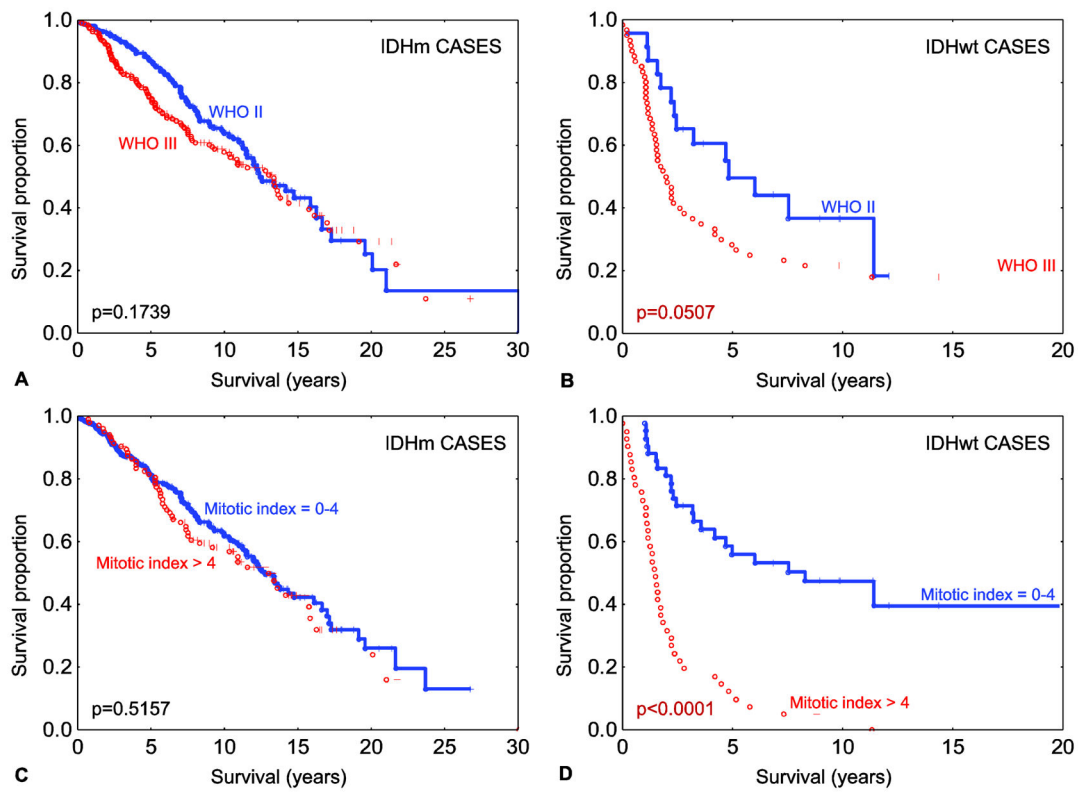 1.0
0.8
0.6
0.4
0.2
0.0
Survival proportion
IDHm CASES
WHO II
WHO III
p=0.1739
0 5 10 15 20 25 30
Survival (years)
A
1.0
0.8
0.6
0.4
0.2
0.0
Survival proportion
IDHwt CASES
WHO II
WHO III
p=0.0507
0 5 10 15 20
Survival (years)
B
1.0
0.8
0.6
0.4
0.2
0.0
Survival proportion
IDHm CASES
Mitotic index = 0-4
Mitotic index > 4
p=0.5157
0 5 10 15 20 25 30
Survival (years)
C
1.0
0.8
0.6
0.4
0.2
0.0
Survival proportion
IDHwt CASES
Mitotic index = 0-4
Mitotic index > 4
p<0.0001
0 5 10 15 20
Survival (years)
D